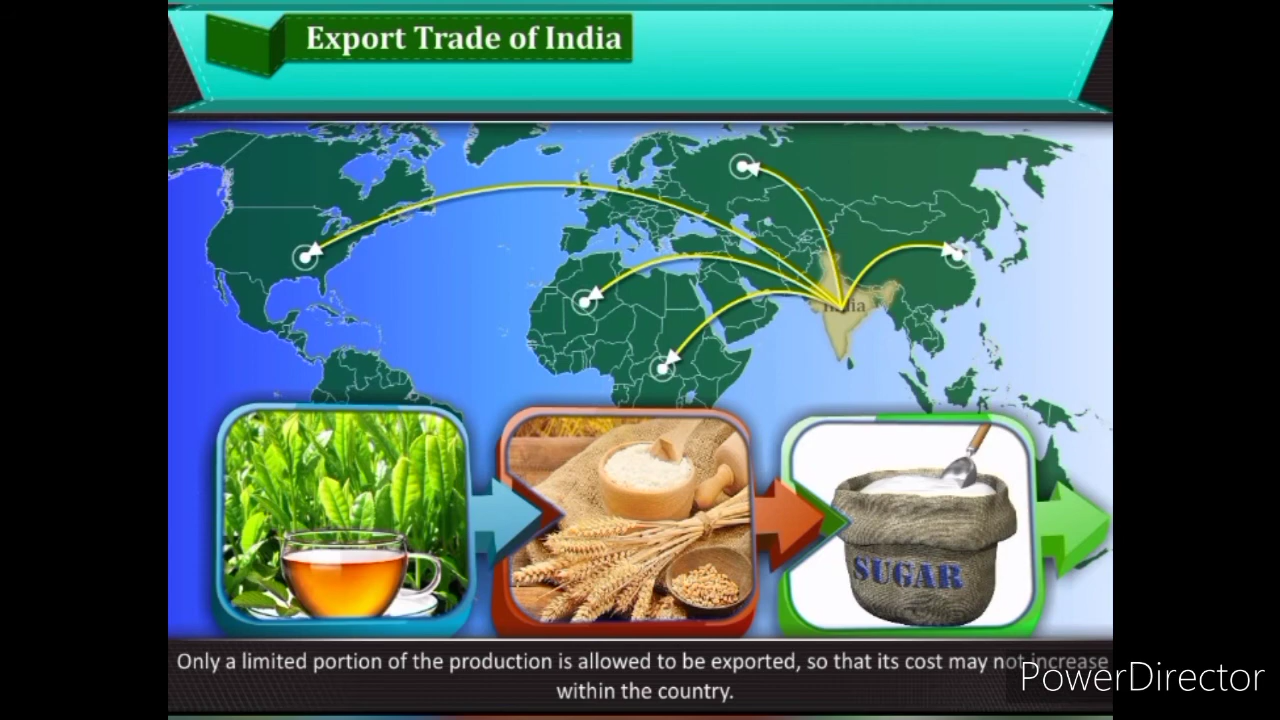 Export Trade of India
India
SUGAR
Only a limited portion of the production is allowed to be exported, so that its cost may not increase
within the country.
PowerDirector